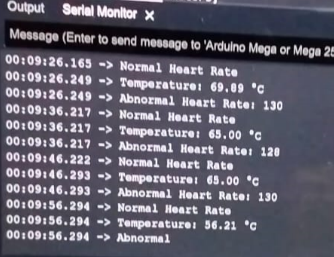 Output Serial Monitor
Message (Enter to send message to 'Arduino Mega or Mega 25
00:09:26.165 -> Normal Heart Rate
00:09:26.249 -> Temperature: 69.89 °C
00:09:26.249 -> Abnormal Heart Rate: 130
00:09:36.217 -> Normal Heart Rate
00:09:36.217 -> Temperature: 65.00 °C
00:09:36.217 -> Abnormal Heart Rate: 128
00:09:46.222 -> Normal Heart Rate
00:09:46.293 -> Temperature: 65.00 °C
00:09:46.293 -> Abnormal Heart Rate: 130
00:09:56.294 -> Normal Heart Rate
00:09:56.294 -> Temperature: 56.21 °C
00:09:56.294 -> Abnormal